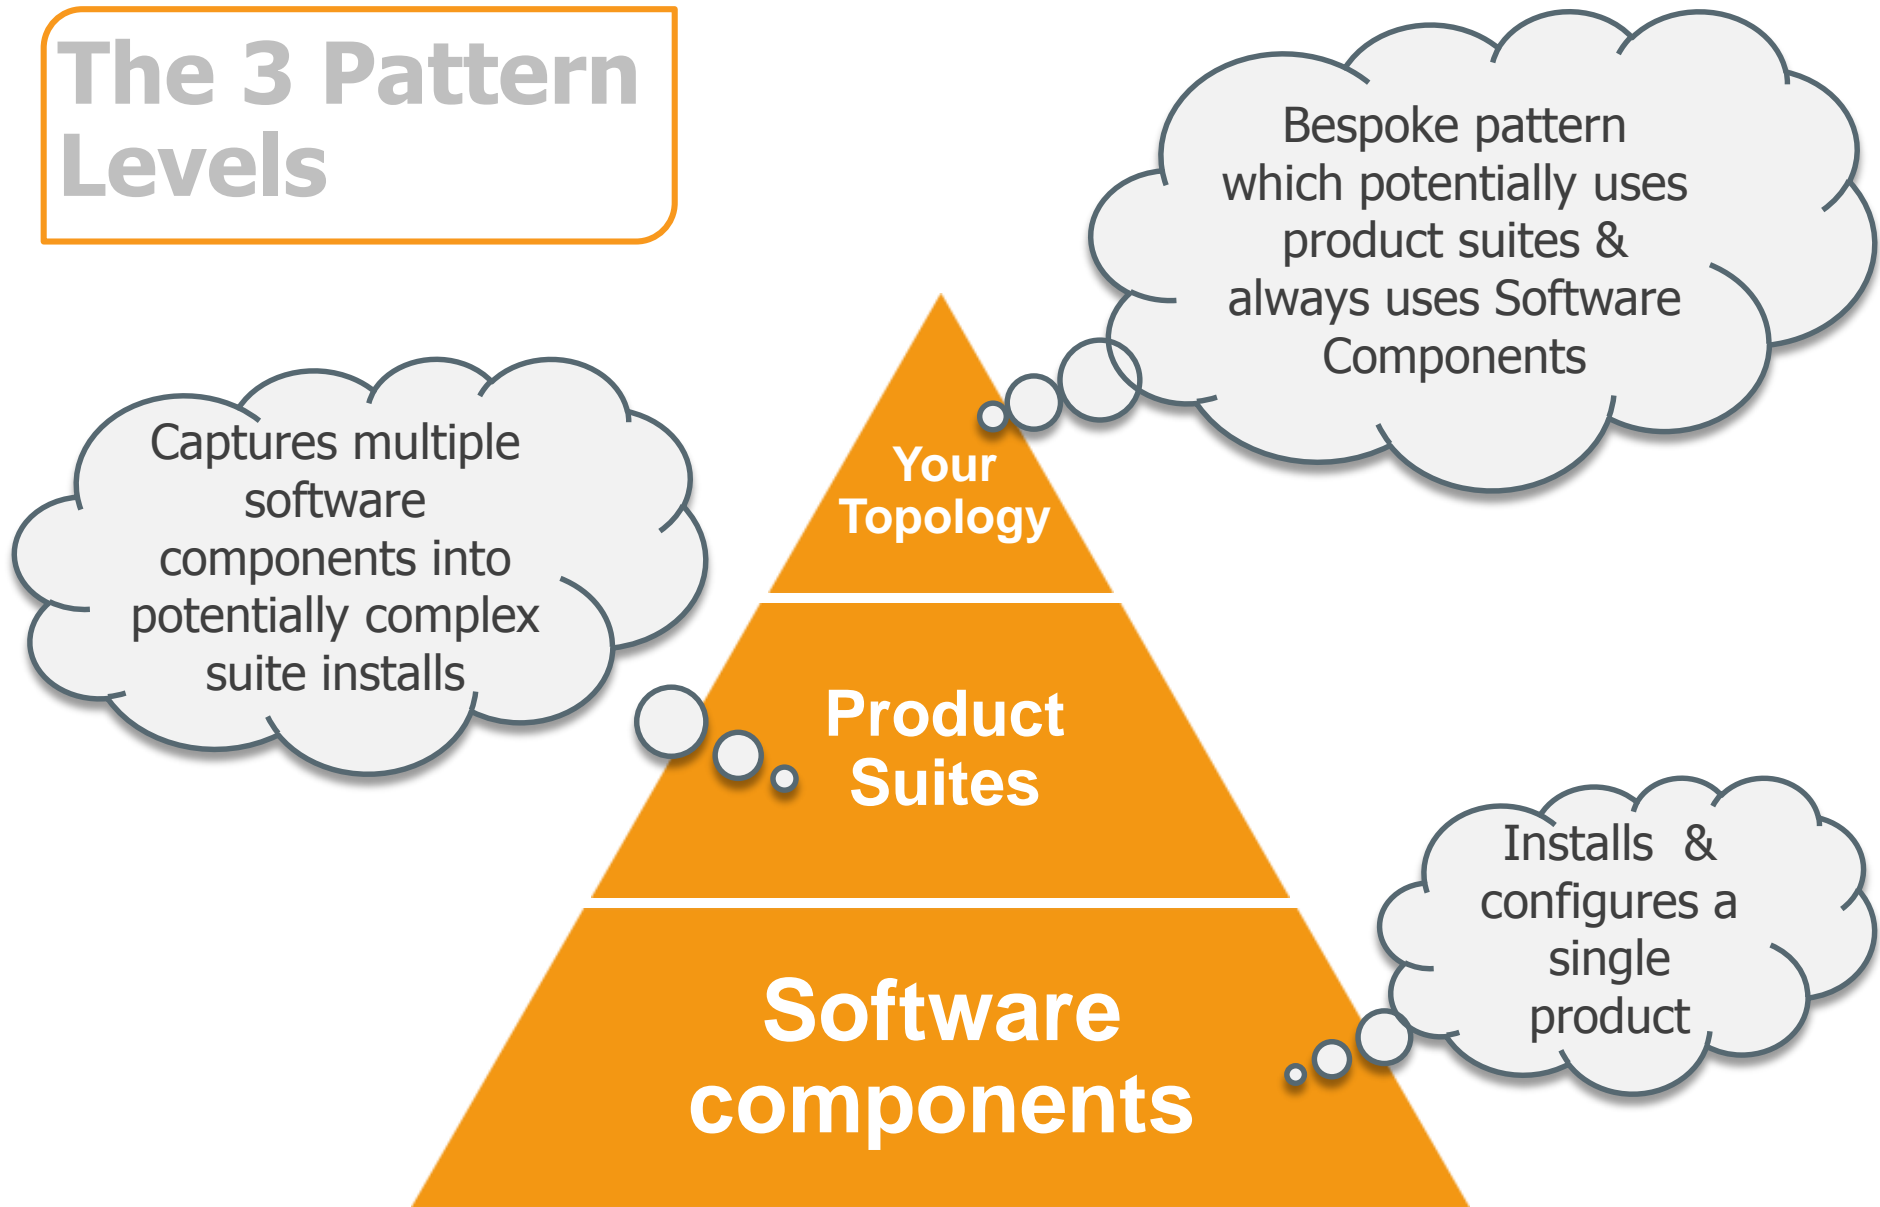 The 3 Pattern
Levels
Bespoke pattern
which potentially uses
product suites &
always uses Software
Components
Captures multiple
software
components into
potentially complex
suite installs
Your
Topology
Product
Suites
Installs  &
configures a
single
product
Software
components